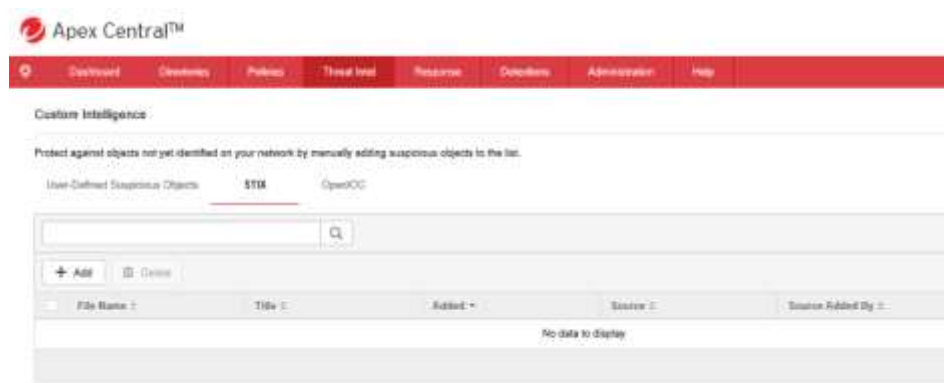 Apex Central™
Dashboard Directories Policies Threat Intel Response Detections Administration Help
Custom Intelligence
Protect against objects not yet identified on your network by manually adding suspicious objects to the list.
User-Defined Suspicious Objects STIX OpenIOC
+ Add Delete
File Name Title Added Source Source Added By
No data to display